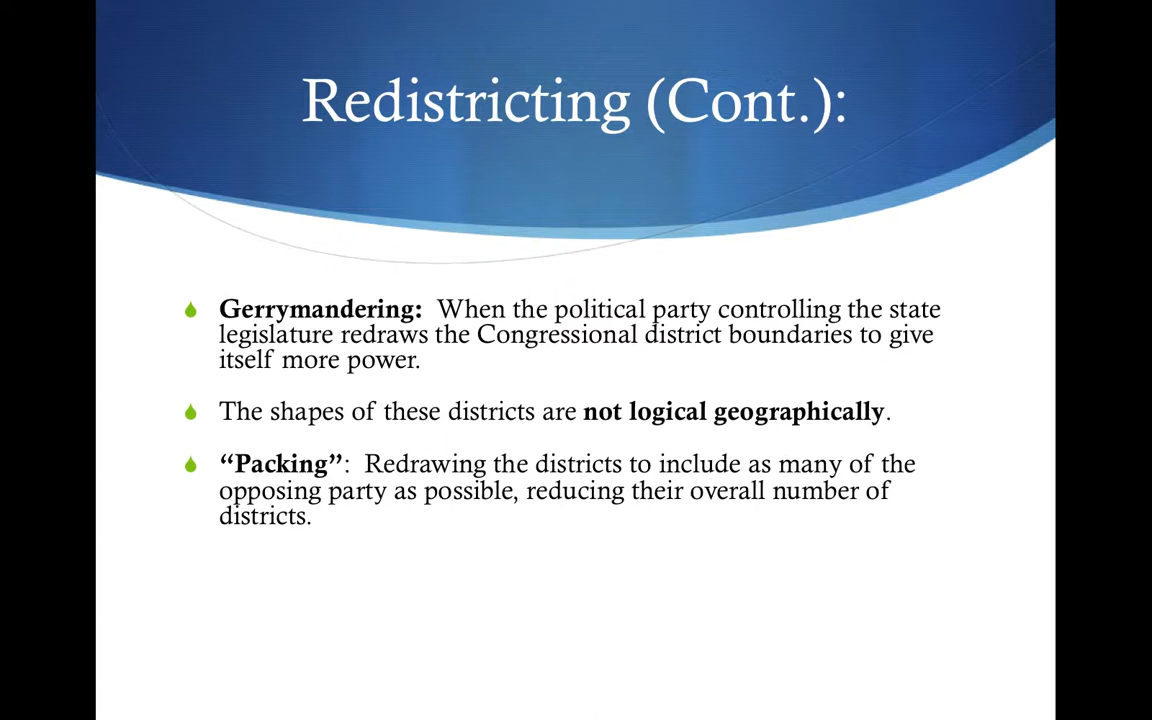 Redistricting (Cont.):
Gerrymandering:  When the political party controlling the state
legislature redraws the Congressional district boundaries to give
itself more power.
The shapes of these districts are not logical geographically.
“Packing”:  Redrawing the districts to include as many of the
opposing party as possible, reducing their overall number of
districts.